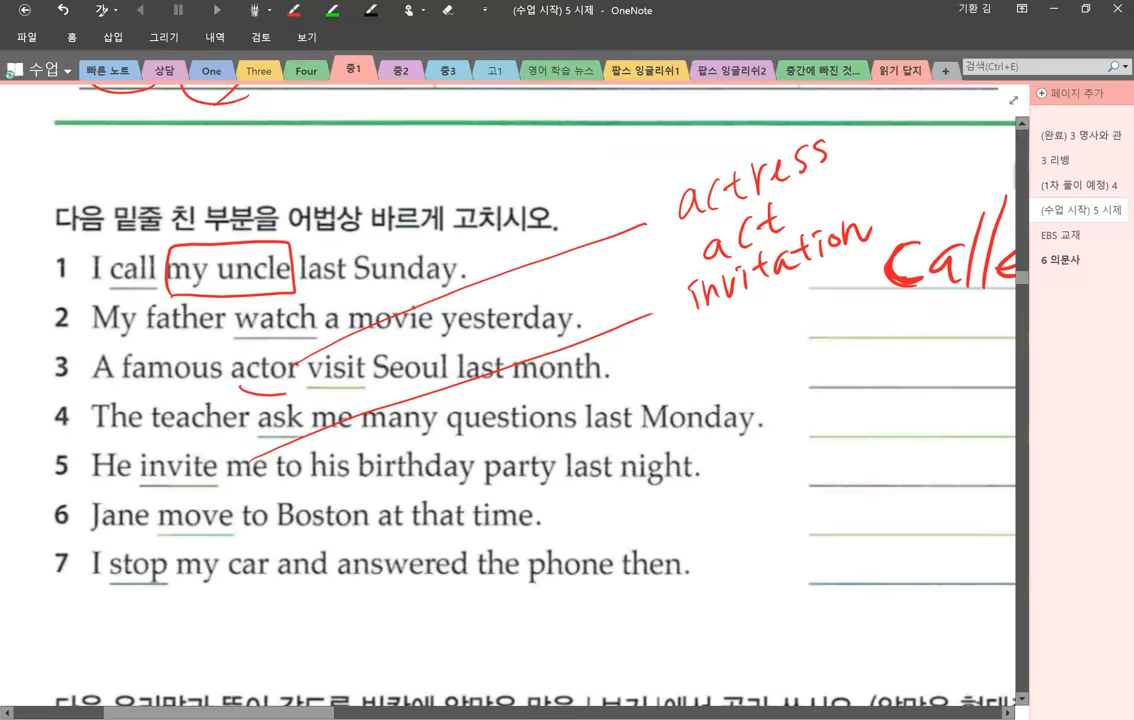 (수업 시작) 5 시제 - OneNote
기환 김
파일 홈 삽입 그리기 내역 검토 보기
수업 빠른 노트 상담 One Three Four 중1 중2 중3 고1 영어 학습 뉴스 팝스 잉글리쉬1 팝스 잉글리쉬2 중간에 빠진 것... 읽기 답지 + 검색(Ctrl+E)
페이지 추가
(완료) 3 명사와 관
3 리뱅
(1차 풀이 예정) 4
(수업 시작) 5 시제
EBS 교재
6 의문사
actress
act
invitation
calle
다음 밑줄 친 부분을 어법상 바르게 고치시오.
1 I call my uncle last Sunday.
2 My father watch a movie yesterday.
3 A famous actor visit Seoul last month.
4 The teacher ask me many questions last Monday.
5 He invite me to his birthday party last night.
6 Jane move to Boston at that time.
7 I stop my car and answered the phone then.